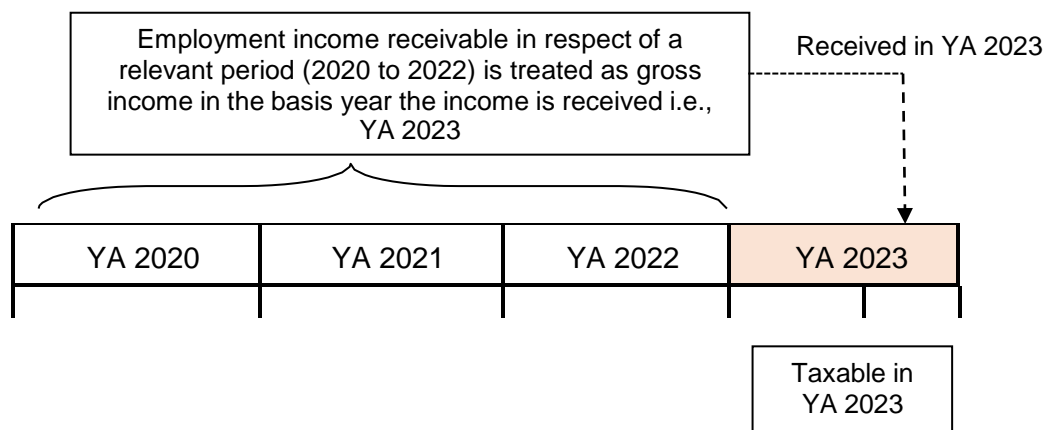 Employment income receivable in respect of a
relevant period (2020 to 2022) is treated as gross
income in the basis year the income is received i.e.,
YA 2023
Received in YA 2023
YA 2020
YA 2021
YA 2022
YA 2023
Taxable in
YA 2023